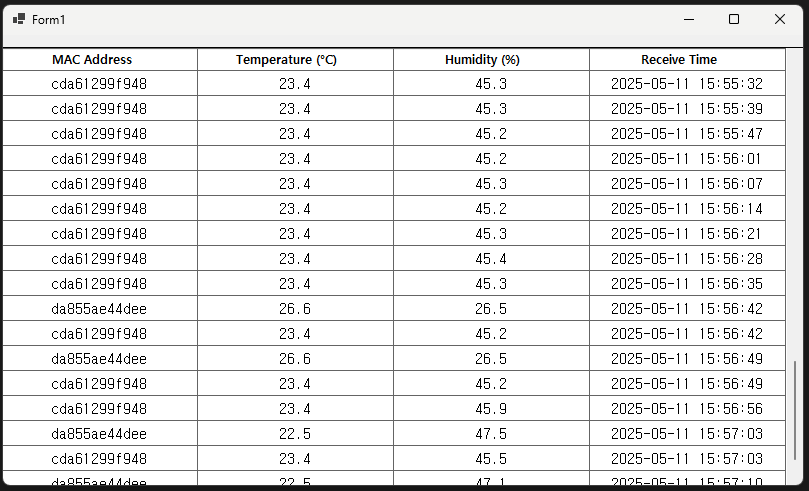 Form1
MAC Address Temperature (°C) Humidity (%) Receive Time
cda61299f948 23.4 45.3 2025-05-11 15:55:32
cda61299f948 23.4 45.3 2025-05-11 15:55:39
cda61299f948 23.4 45.2 2025-05-11 15:55:47
cda61299f948 23.4 45.2 2025-05-11 15:56:01
cda61299f948 23.4 45.3 2025-05-11 15:56:07
cda61299f948 23.4 45.2 2025-05-11 15:56:14
cda61299f948 23.4 45.3 2025-05-11 15:56:21
cda61299f948 23.4 45.4 2025-05-11 15:56:28
cda61299f948 23.4 45.3 2025-05-11 15:56:35
da855ae44dee 26.6 26.5 2025-05-11 15:56:42
cda61299f948 23.4 45.2 2025-05-11 15:56:42
da855ae44dee 26.6 26.5 2025-05-11 15:56:49
cda61299f948 23.4 45.2 2025-05-11 15:56:49
cda61299f948 23.4 45.9 2025-05-11 15:56:56
da855ae44dee 22.5 47.5 2025-05-11 15:57:03
cda61299f948 23.4 45.5 2025-05-11 15:57:03
da855ae44dee 22.5 47.1 2025-05-11 15:57:10